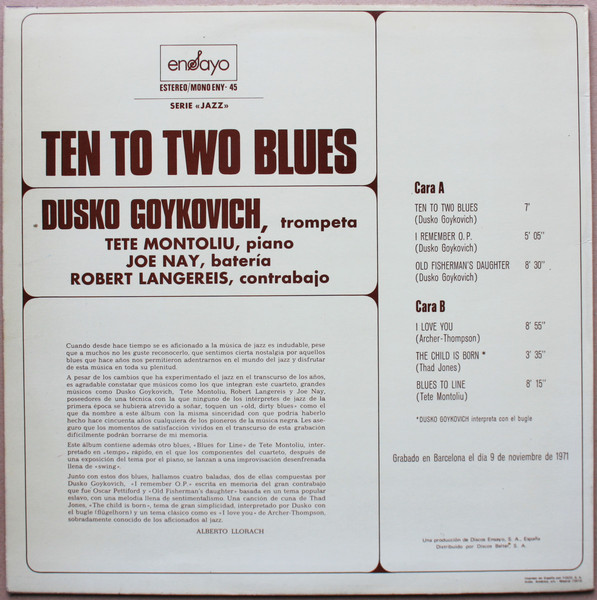 ensayo
ESTEREO/MONO ENY- 45
SERIE «JAZZ»
TEN TO TWO BLUES
DUSKO GOYKOVICH, trompeta
TETE MONTOLIU, piano
JOE NAY, batería
ROBERT LANGEREIS, contrabajo
Cuando desde hace tiempo se es aficionado a la música de jazz es indudable, pese
que a muchos no les guste reconocerlo, que sentimos cierta nostalgia por aquellos
blues que hace años nos permitieron adentrarnos en el mundo del jazz y disfrutar
de esta música en toda su plenitud.
A pesar de los cambios que ha experimentado el jazz en el transcurso de los años,
es agradable constatar que músicos como los que integran este cuarteto, grandes
músicos como Dusko Goykovich, Tete Montoliu, Robert Langereis y Joe Nay,
poseedores de una técnica con la que ninguno de los intérpretes de jazz de la
primera época se hubiera atrevido a soñar, toquen un «old, dirty blues» como el
que da nombre a este álbum con la misma sinceridad con que podría haberlo
hecho hace cincuenta años cualquiera de los pioneros de la música negra. Les ase-
guro que los momentos de satisfacción vividos en el transcurso de esta grabación
difícilmente podrán borrarse de mi memoria.
Este álbum contiene además otro blues, «Blues for Line» de Tete Montoliu, inter-
pretado en «tempo» rápido, en el que los componentes del cuarteto, después de
una exposición del tema por el piano, se lanzan a una improvisación desenfrenada
llena de «swing».
Junto con estos dos blues, hallamos cuatro baladas, dos de ellas compuestas por
Dusko Goykovich, «I remember O.P.» escrita en memoria del gran contrabajo
que fue Oscar Pettiford y «Old Fisherman's daughter» basada en un tema popular
eslavo, con una melodía llena de sentimentalismo. Una canción de cuna de Thad
Jones, «The child is born», tema de gran simplicidad, interpretado por Dusko con
el bugle (flügelhorn) y un tema clásico como es «I love you» de Archer-Thompson,
sobradamente conocido de los aficionados al jazz.
ALBERTO LLORACH
Cara A
TEN TO TWO BLUES 7'
(Dusko Goykovich)
I REMEMBER O.P. 5' 05"
(Dusko Goykovich)
OLD FISHERMAN'S DAUGHTER 8' 30"
(Dusko Goykovich)
Cara B
I LOVE YOU 8' 55"
(Archer-Thompson)
THE CHILD IS BORN * 3' 35"
(Thad Jones)
BLUES TO LINE 8' 15"
(Tete Montoliu)
*DUSKO GOYKOVICH interpreta con el bugle
Grabado en Barcelona el día 9 de noviembre de 1971
Una producción de Discos Ensayo, S. A., España
Distribuido por Discos Belter, S. A.